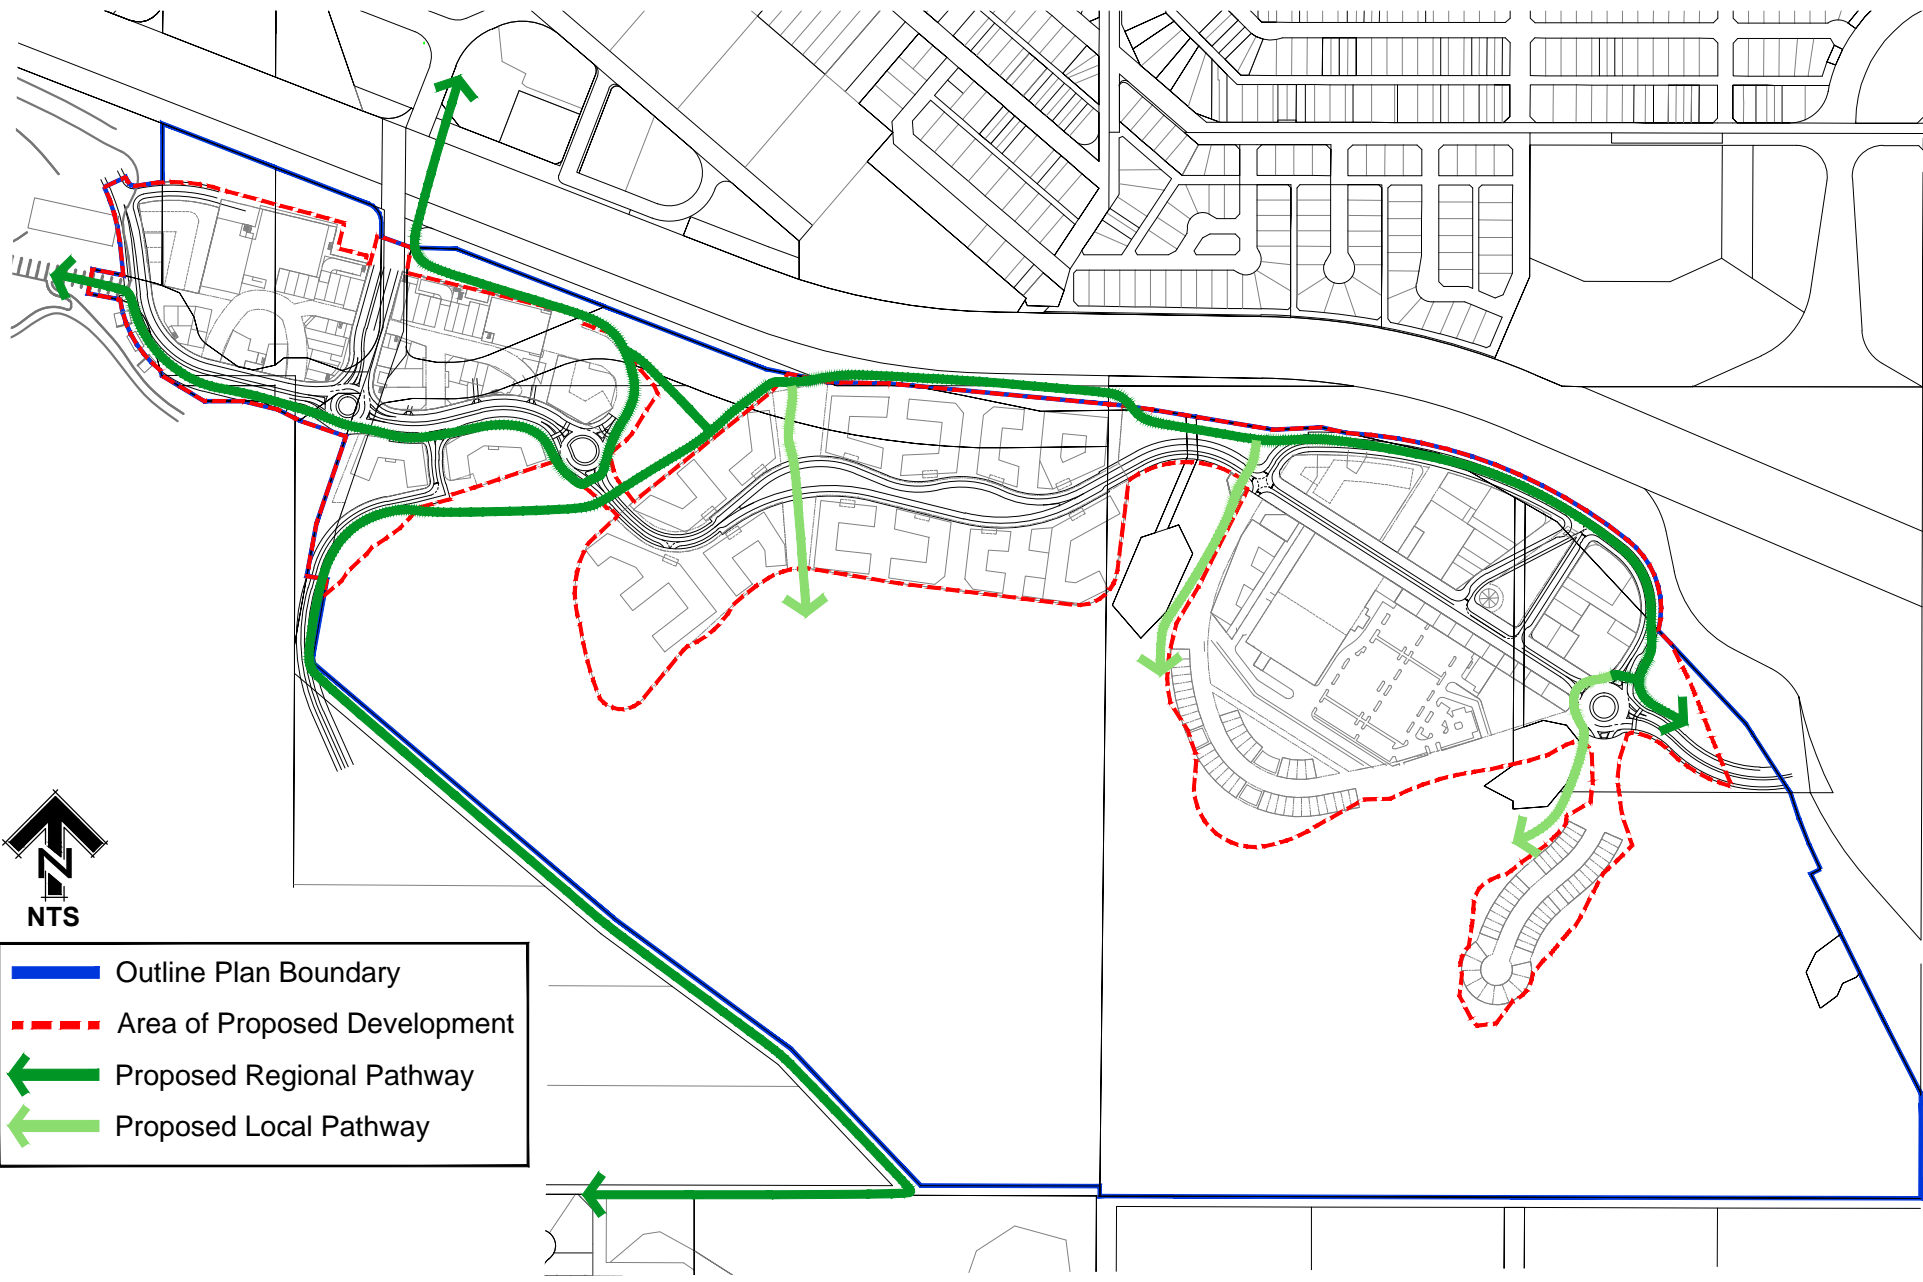 N
NTS
Outline Plan Boundary
Area of Proposed Development
Proposed Regional Pathway
Proposed Local Pathway